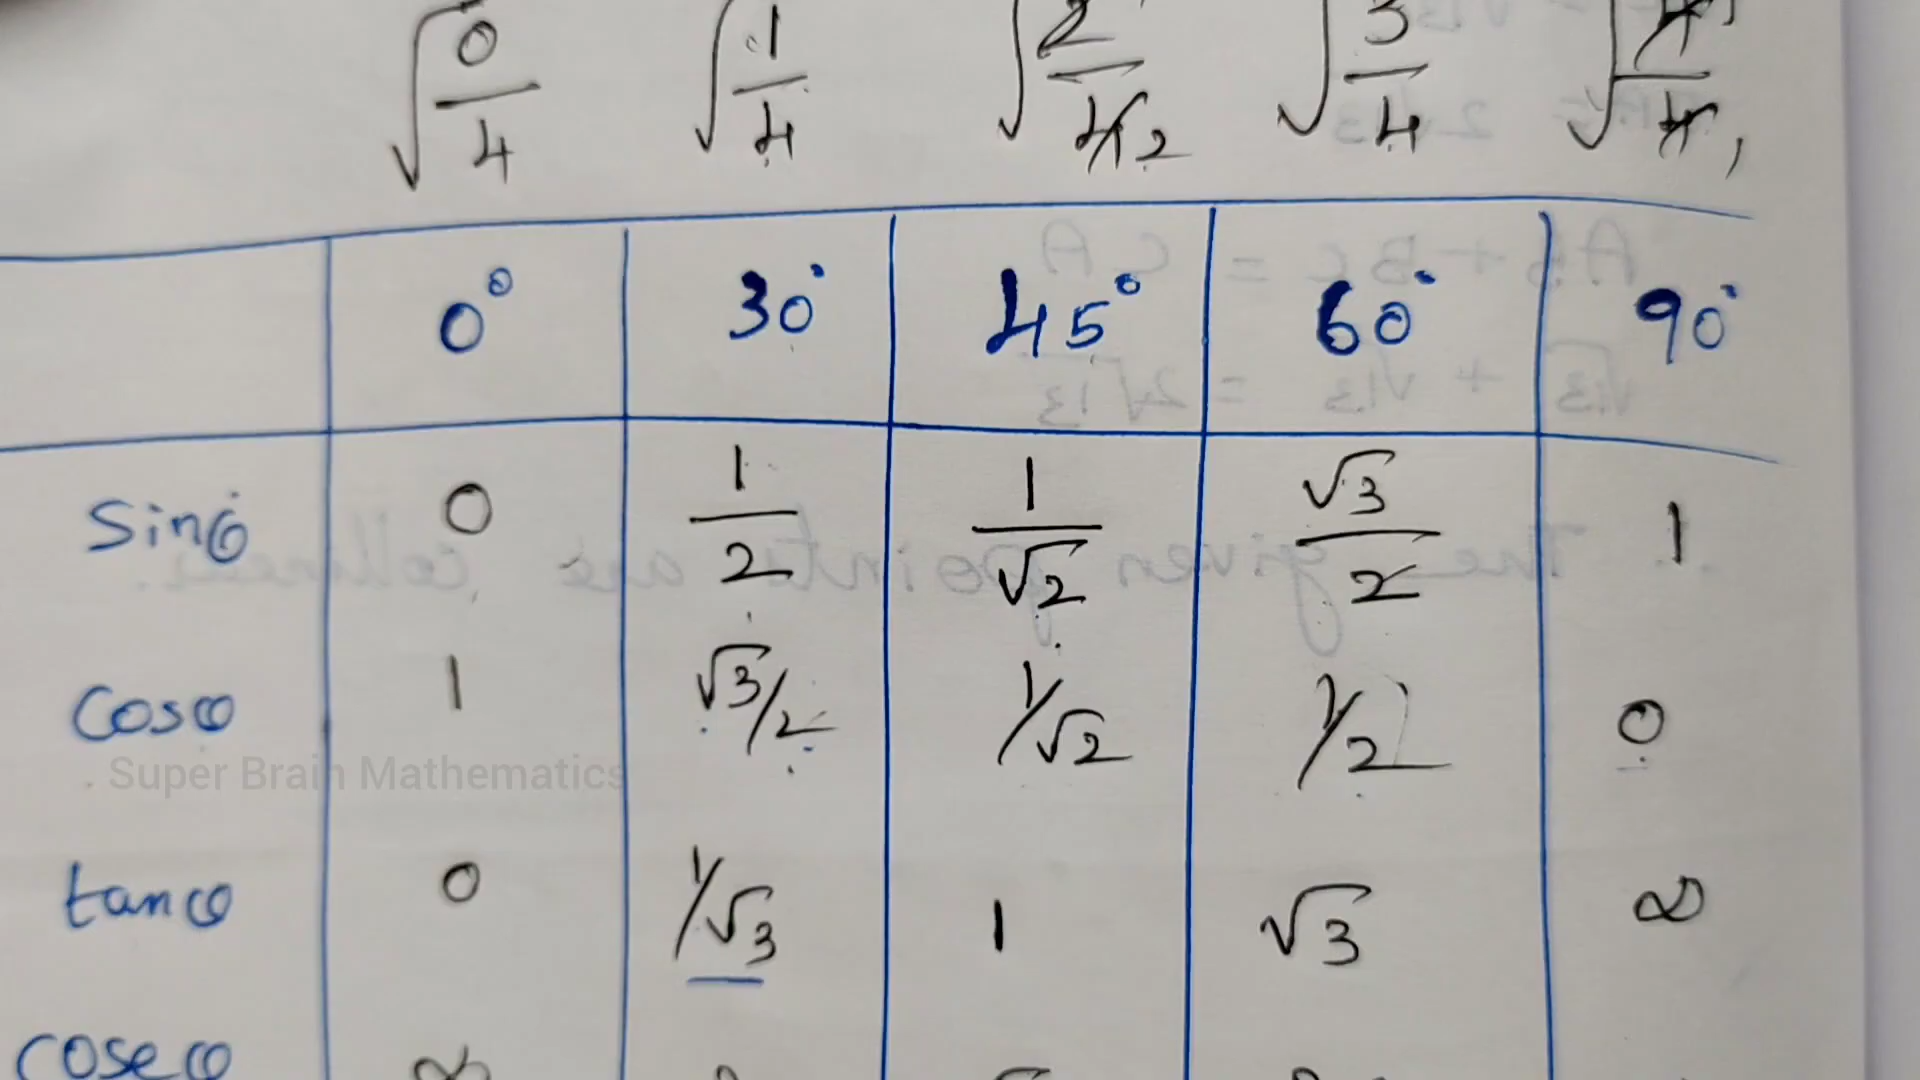 √0/4 √1/4 √2/4 2 √3/4 √4/4 1
0° 30° 45° 60° 90°
Sinθ 0 1/2 1/√2 √3/2 1
Cosθ 1 √3/2 1/√2 1/2 0
Super Brain Mathematics
tanθ 0 1/√3 1 √3 ∞
Cosecθ ∞